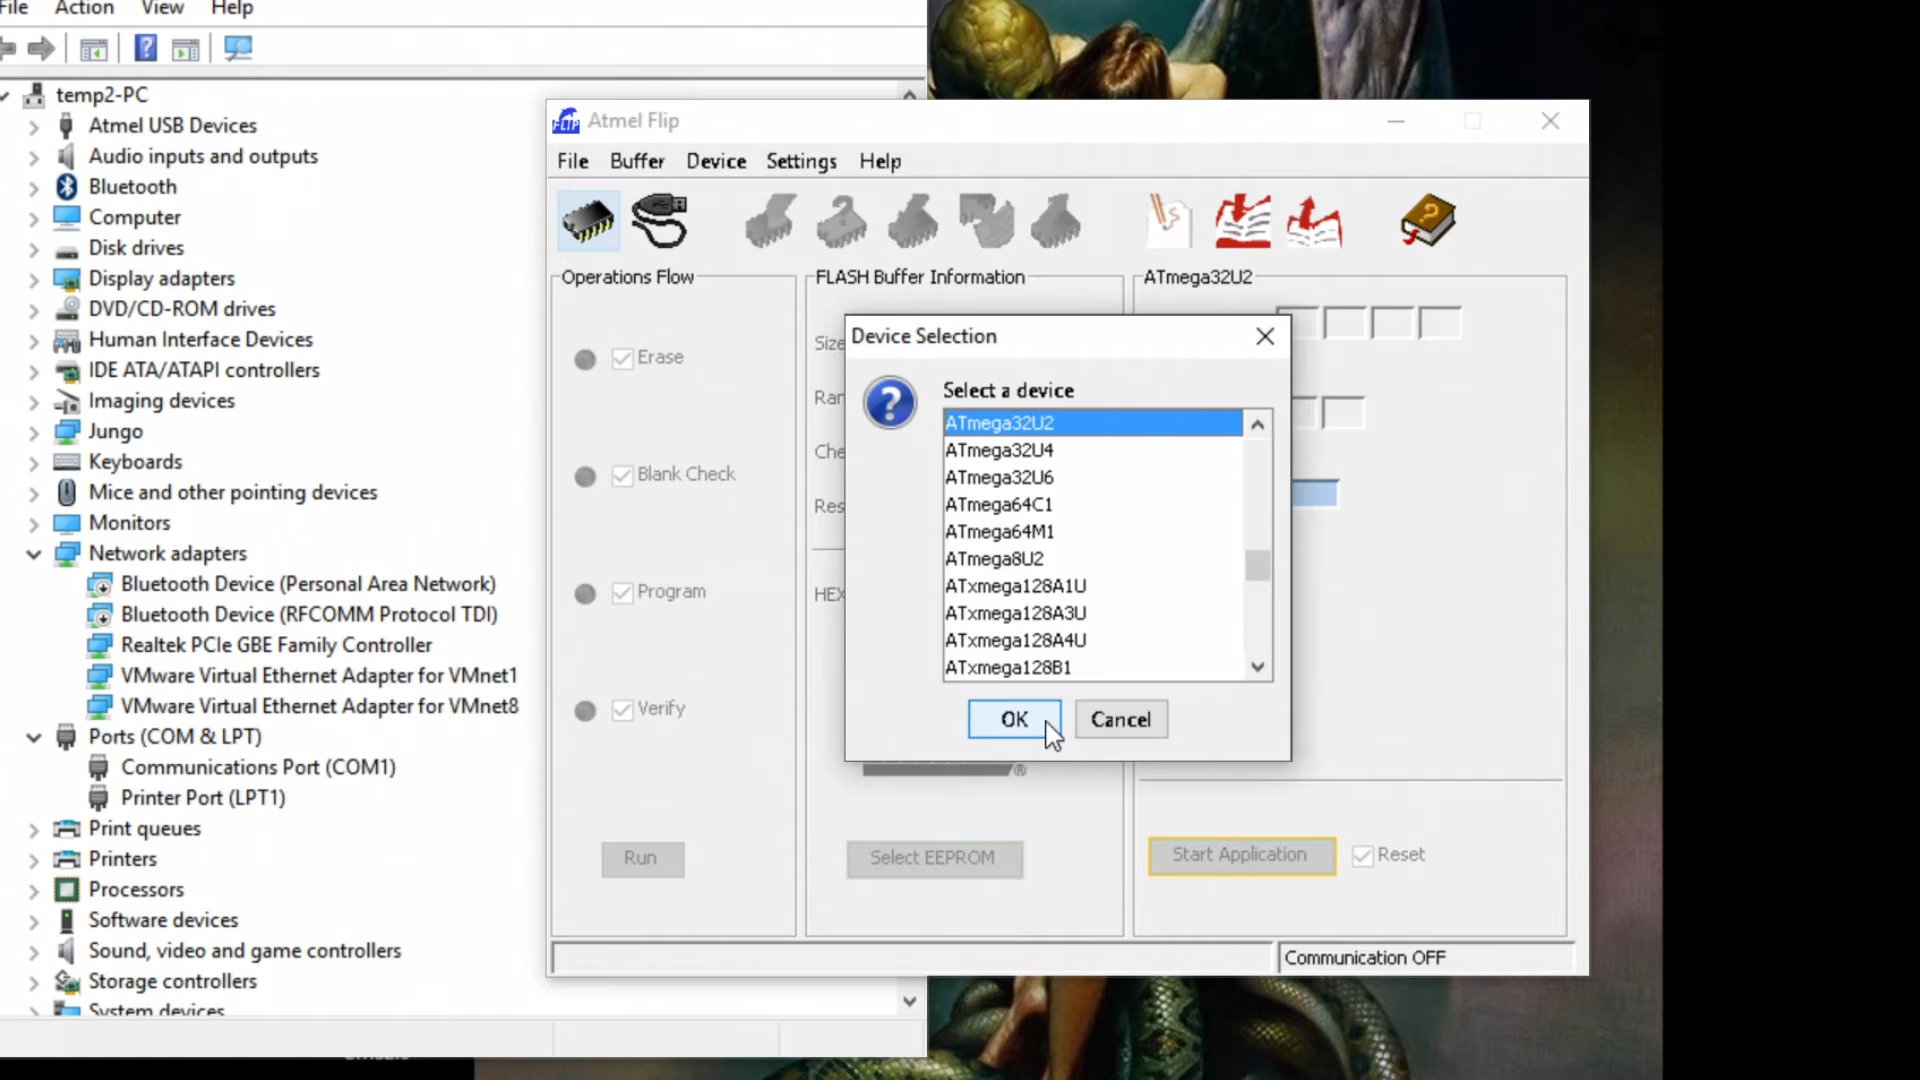 File Action View Help
temp2-PC
Atmel USB Devices
Audio inputs and outputs
Bluetooth
Computer
Disk drives
Display adapters
DVD/CD-ROM drives
Human Interface Devices
IDE ATA/ATAPI controllers
Imaging devices
Jungo
Keyboards
Mice and other pointing devices
Monitors
Network adapters
Bluetooth Device (Personal Area Network)
Bluetooth Device (RFCOMM Protocol TDI)
Realtek PCIe GBE Family Controller
VMware Virtual Ethernet Adapter for VMnet1
VMware Virtual Ethernet Adapter for VMnet8
Ports (COM & LPT)
Communications Port (COM1)
Printer Port (LPT1)
Print queues
Printers
Processors
Software devices
Sound, video and game controllers
Storage controllers
System devices
FLIP Atmel Flip
File Buffer Device Settings Help
Operations Flow
Erase
Blank Check
Program
Verify
Run
FLASH Buffer Information
Size
Ran
Che
Res
HEX
®
Select EEPROM
ATmega32U2
Start Application
Reset
Communication OFF
Device Selection
Select a device
ATmega32U2
ATmega32U4
ATmega32U6
ATmega64C1
ATmega64M1
ATmega8U2
ATxmega128A1U
ATxmega128A3U
ATxmega128A4U
ATxmega128B1
OK Cancel